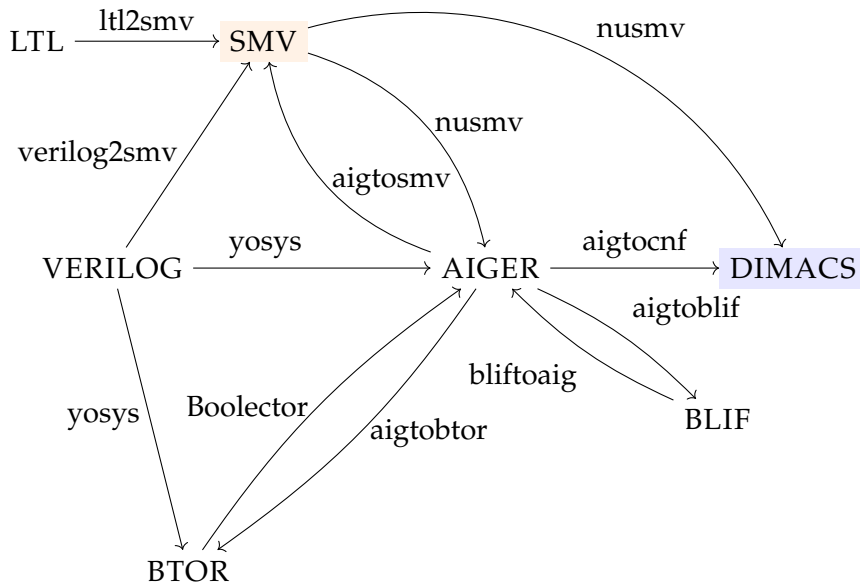 ltl2smv
nusmv
LTL
SMV
nusmv
verilog2smv
aigtosmv
yosys
aigtocnf
VERILOG
AIGER
DIMACS
aigtoblif
bliftoaig
Boolector
yosys
aigtobtor
BLIF
BTOR